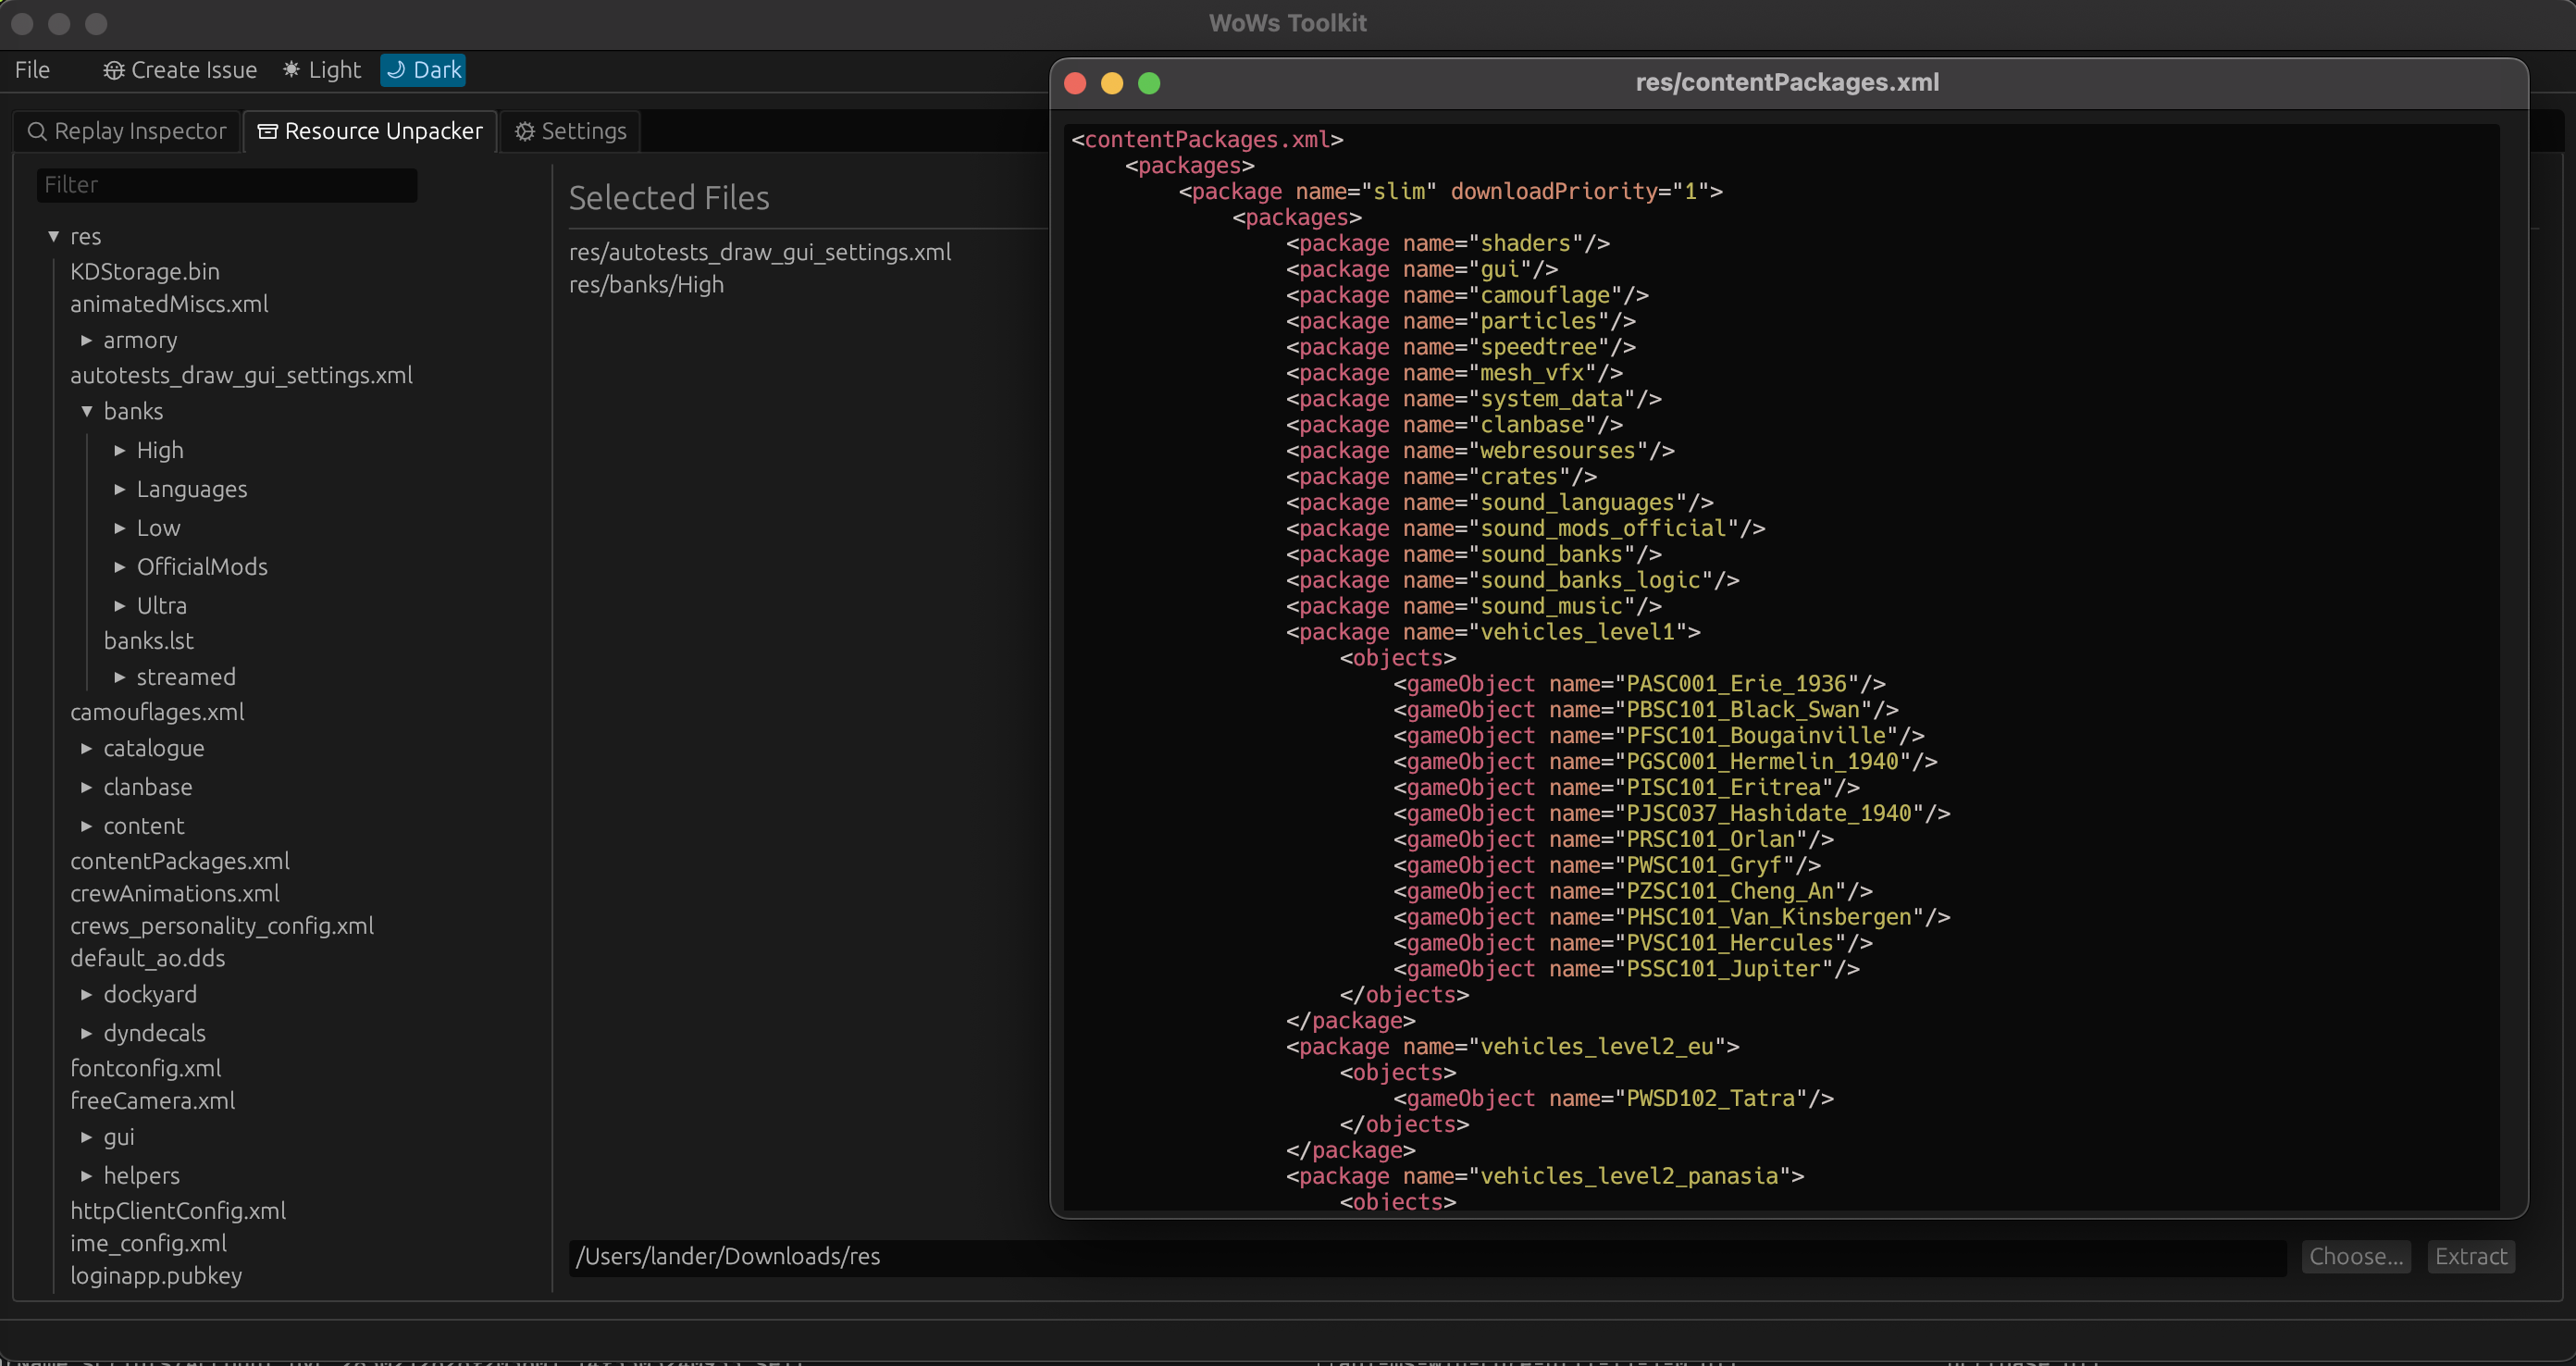 WoWs Toolkit
File Create Issue Light Dark
Replay Inspector Resource Unpacker Settings
Filter
res
KDStorage.bin
animatedMiscs.xml
armory
autotests_draw_gui_settings.xml
banks
High
Languages
Low
OfficialMods
Ultra
banks.lst
streamed
camouflages.xml
catalogue
clanbase
content
contentPackages.xml
crewAnimations.xml
crews_personality_config.xml
default_ao.dds
dockyard
dyndecals
fontconfig.xml
freeCamera.xml
gui
helpers
httpClientConfig.xml
ime_config.xml
loginapp.pubkey
Selected Files
res/autotests_draw_gui_settings.xml
res/banks/High
/Users/lander/Downloads/res Choose... Extract
res/contentPackages.xml
<contentPackages.xml>
<packages>
<package name="slim" downloadPriority="1">
<packages>
<package name="shaders"/>
<package name="gui"/>
<package name="camouflage"/>
<package name="particles"/>
<package name="speedtree"/>
<package name="mesh_vfx"/>
<package name="system_data"/>
<package name="clanbase"/>
<package name="webresourses"/>
<package name="crates"/>
<package name="sound_languages"/>
<package name="sound_mods_official"/>
<package name="sound_banks"/>
<package name="sound_banks_logic"/>
<package name="sound_music"/>
<package name="vehicles_level1">
<objects>
<gameObject name="PASC001_Erie_1936"/>
<gameObject name="PBSC101_Black_Swan"/>
<gameObject name="PFSC101_Bougainville"/>
<gameObject name="PGSC001_Hermelin_1940"/>
<gameObject name="PISC101_Eritrea"/>
<gameObject name="PJSC037_Hashidate_1940"/>
<gameObject name="PRSC101_Orlan"/>
<gameObject name="PWSC101_Gryf"/>
<gameObject name="PZSC101_Cheng_An"/>
<gameObject name="PHSC101_Van_Kinsbergen"/>
<gameObject name="PVSC101_Hercules"/>
<gameObject name="PSSC101_Jupiter"/>
</objects>
</package>
<package name="vehicles_level2_eu">
<objects>
<gameObject name="PWSD102_Tatra"/>
</objects>
</package>
<package name="vehicles_level2_panasia">
<objects>